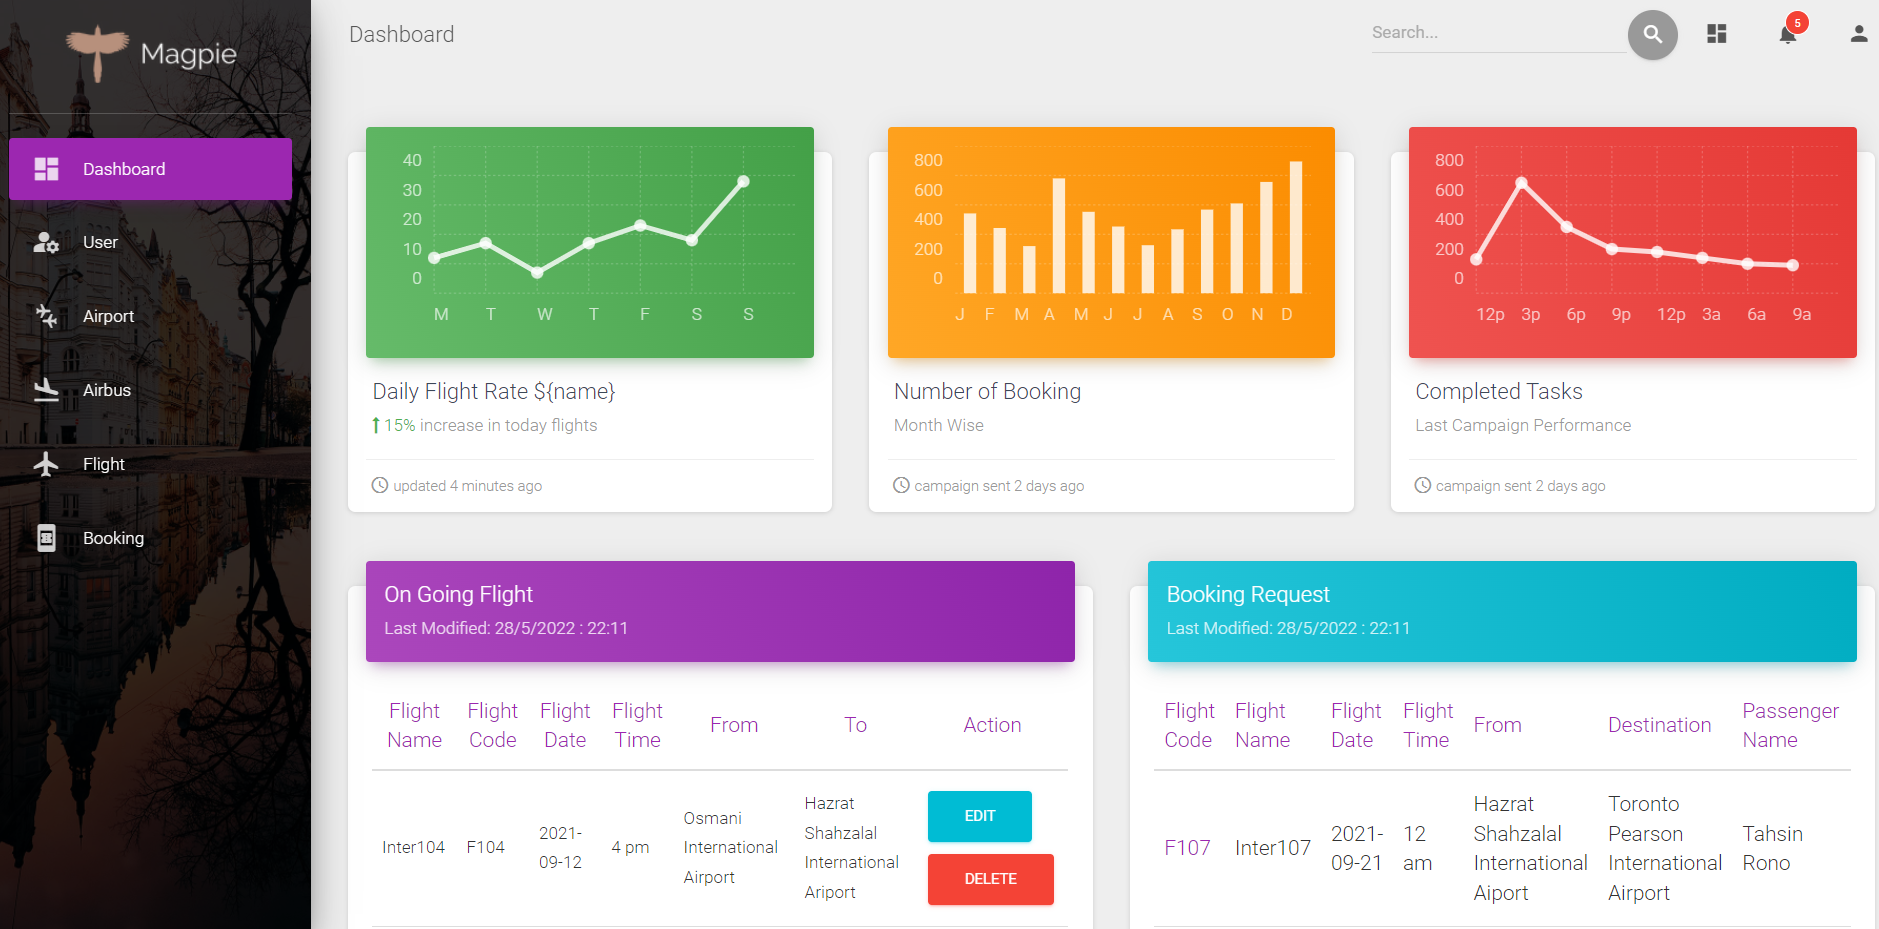 Magpie
Dashboard
User
Airport
Airbus
Flight
Booking
Dashboard
Search...
5
40
30
20
10
0
M T W T F S S
Daily Flight Rate ${name}
15% increase in today flights
updated 4 minutes ago
800
600
400
200
0
J F M A M J J A S O N D
Number of Booking
Month Wise
campaign sent 2 days ago
800
600
400
200
0
12p 3p 6p 9p 12p 3a 6a 9a
Completed Tasks
Last Campaign Performance
campaign sent 2 days ago
On Going Flight
Last Modified: 28/5/2022 : 22:11
Flight Name
Flight Code
Flight Date
Flight Time
From
To
Action
Inter104
F104
2021-
09-12
4 pm
Osmani
International
Airport
Hazrat
Shahzalal
International
Ariport
EDIT
DELETE
Booking Request
Last Modified: 28/5/2022 : 22:11
Flight Code
Flight Name
Flight Date
Flight Time
From
Destination
Passenger Name
F107
Inter107
2021-
09-21
12
am
Hazrat
Shahzalal
International
Aiport
Toronto
Pearson
International
Airport
Tahsin
Rono